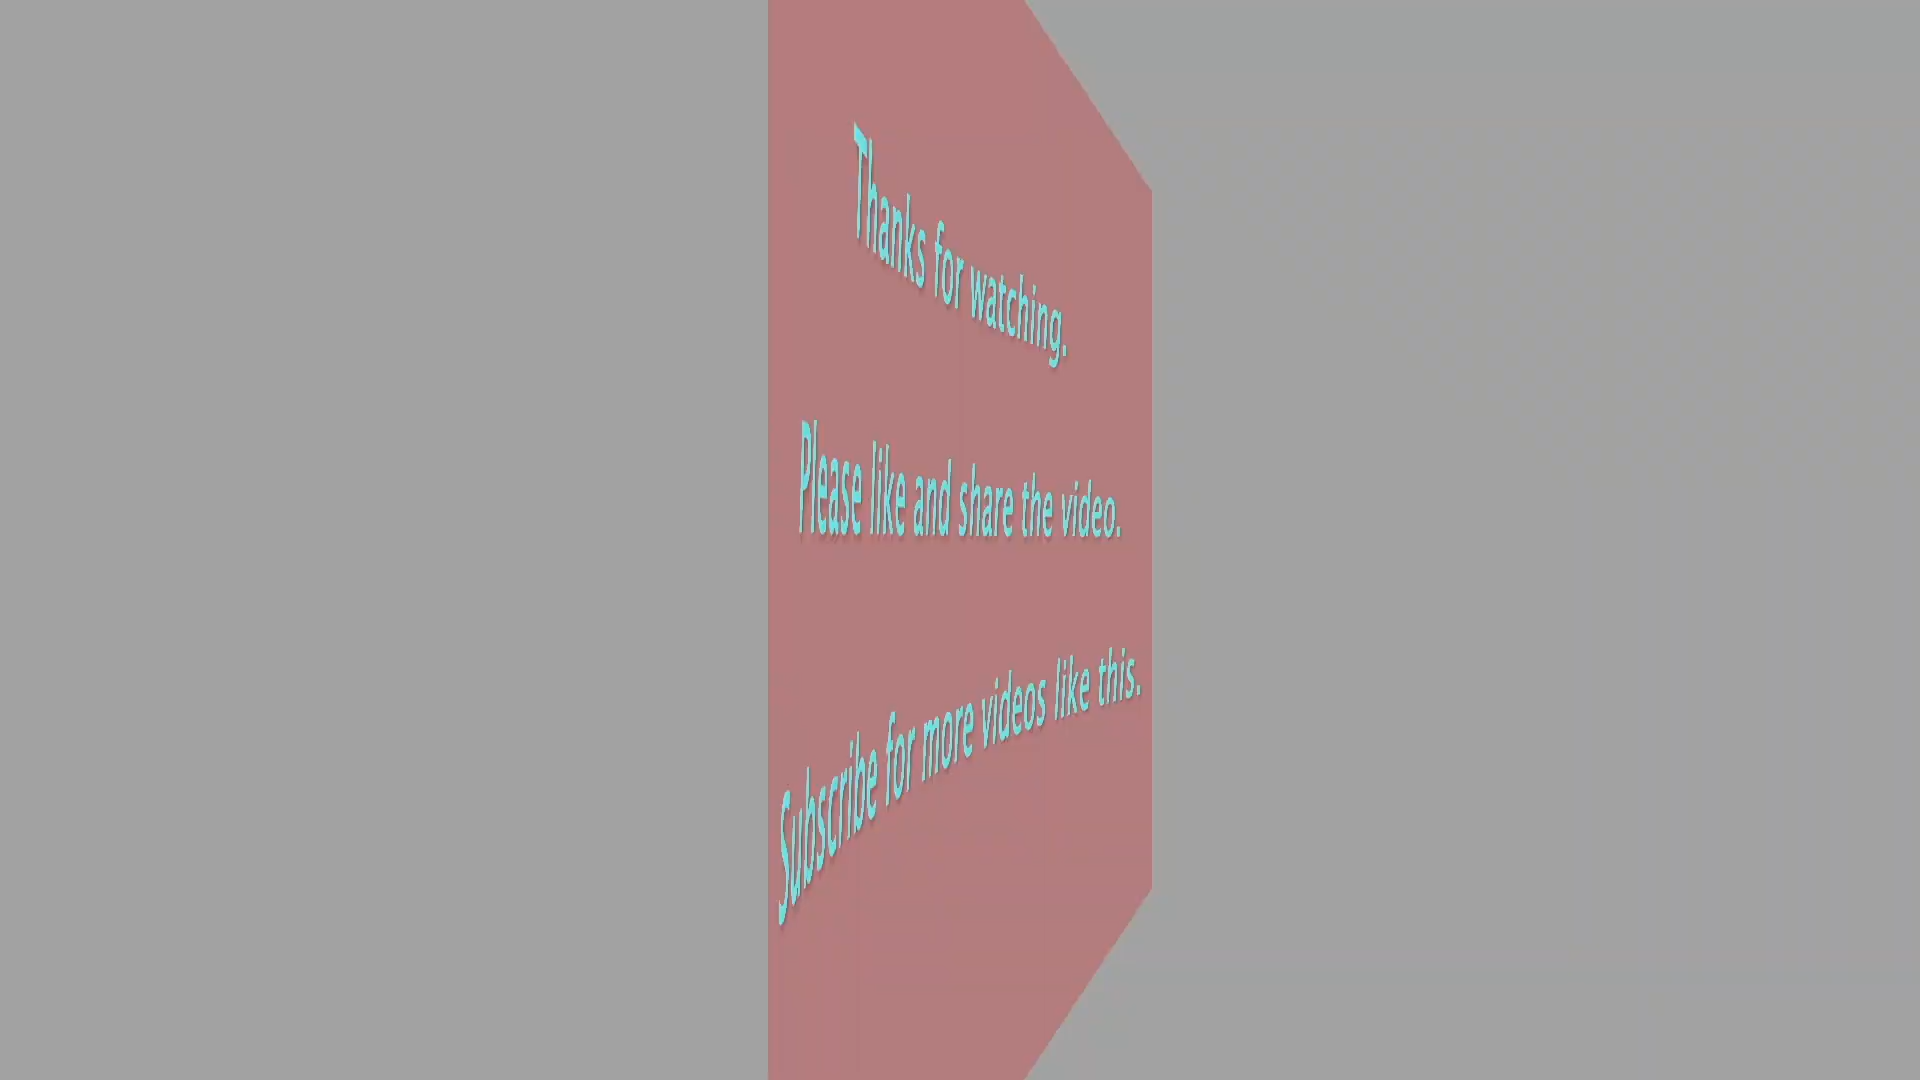 Thanks for watching.
Please like and share the video.
Subscribe for more videos like this.